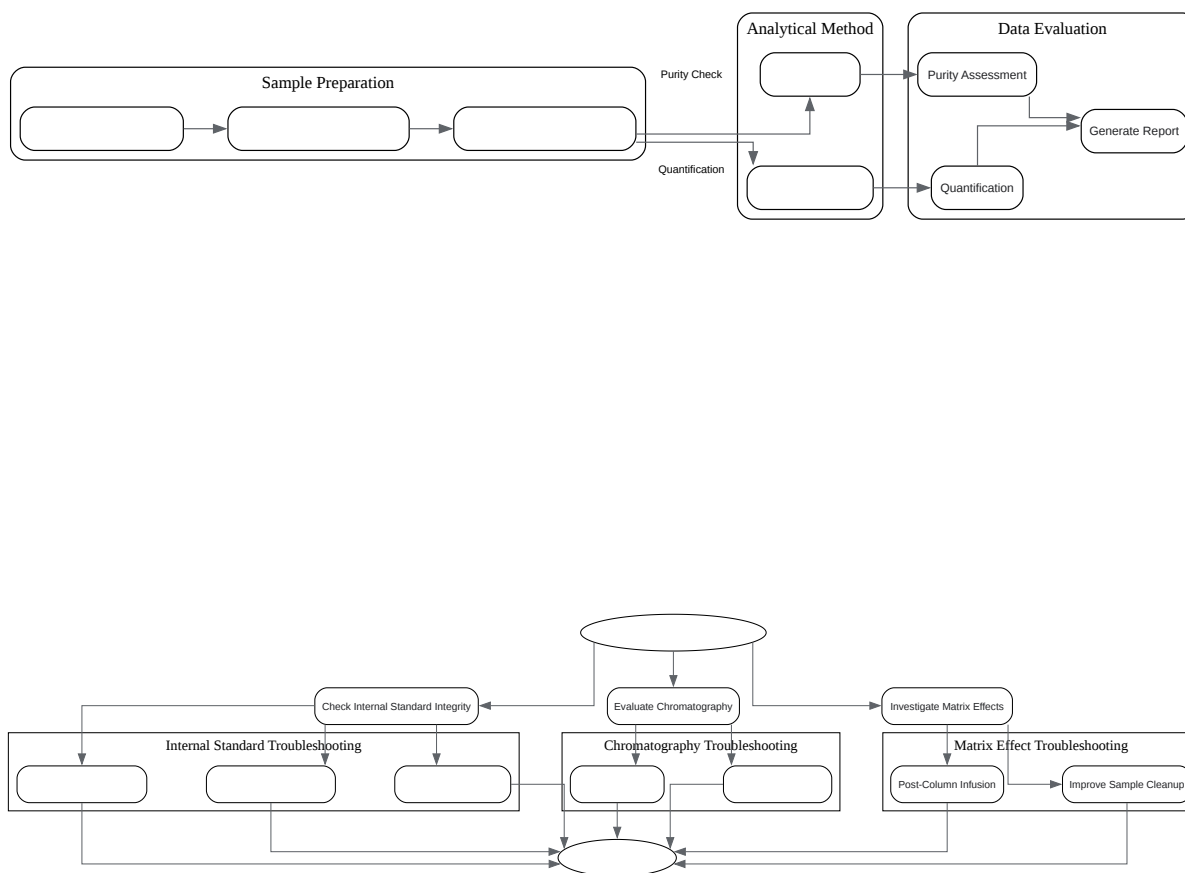 Analytical Method
Data Evaluation
Sample Preparation
Purity Check
Purity Assessment
Generate Report
Quantification
Quantification
Check Internal Standard Integrity
Evaluate Chromatography
Investigate Matrix Effects
Internal Standard Troubleshooting
Chromatography Troubleshooting
Matrix Effect Troubleshooting
Post-Column Infusion
Improve Sample Cleanup